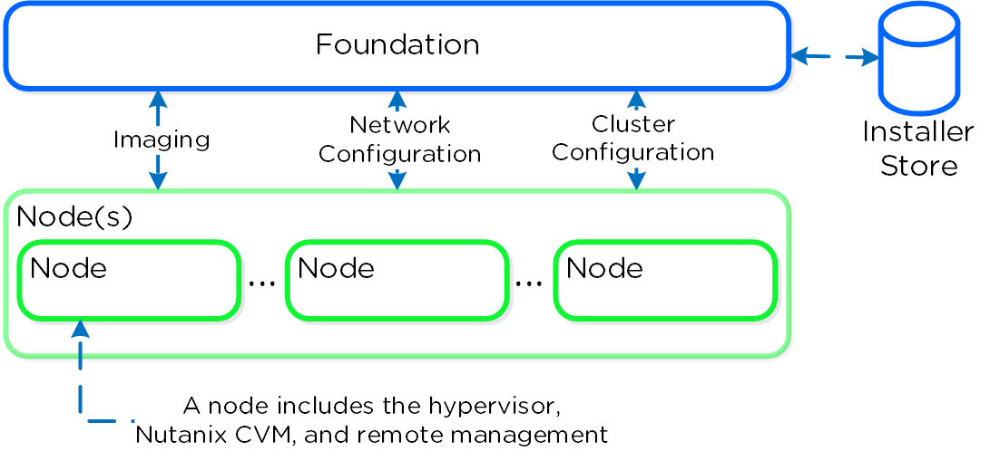 Foundation
Imaging
Network
Configuration
Cluster
Configuration
Installer
Store
Node(s)
Node
...
Node
...
Node
A node includes the hypervisor,
Nutanix CVM, and remote management